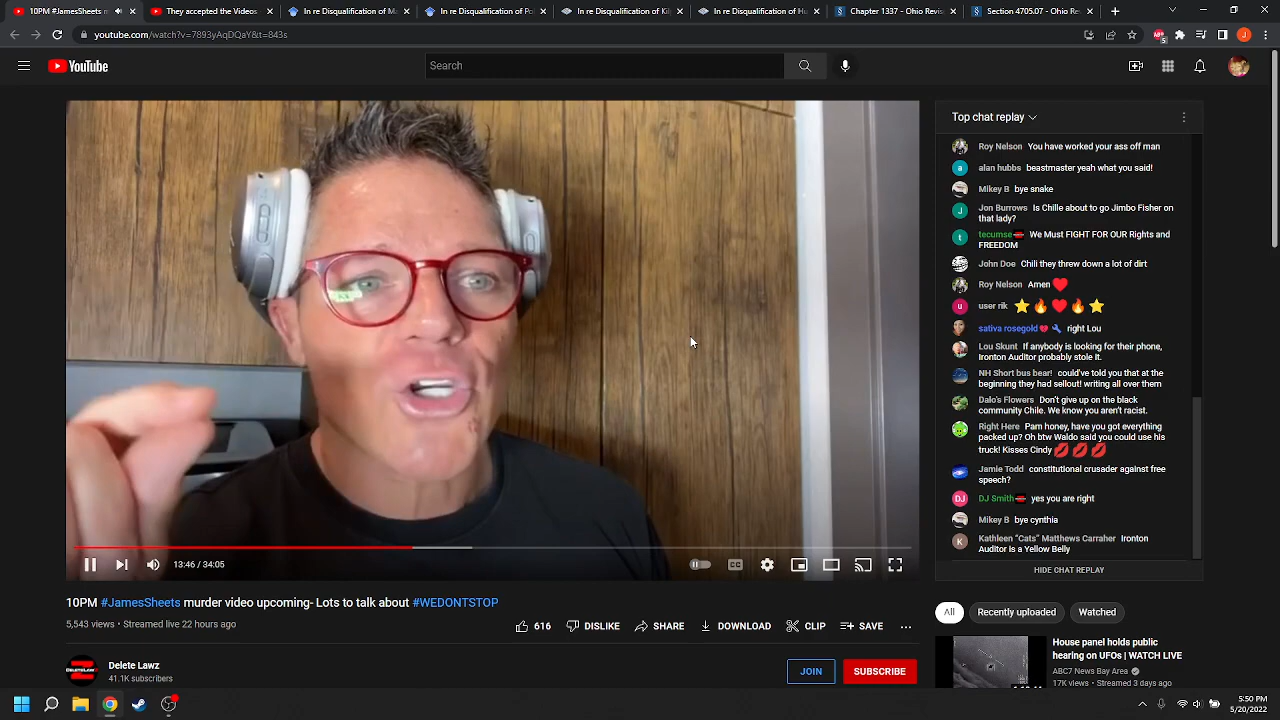 10PM #JamesSheets m
They accepted the Videos
In re Disqualification of M
In re Disqualification of Po
In re Disqualification of Kil
In re Disqualification of Hu
Chapter 1337 - Ohio Revis
Section 4705.07 - Ohio Re
youtube.com/watch?v=7893yAqDQaY&t=843s
YouTube
Search
Top chat replay
Roy Nelson You have worked your ass off man
alan hubbs beastmaster yeah what you said!
Mikey B bye snake
Jon Burrows Is Chille about to go Jimbo Fisher on
that lady?
tecumse We Must FIGHT FOR OUR Rights and
FREEDOM
John Doe Chill they threw down a lot of dirt
Roy Nelson Amen ❤️
user rik ⭐🔥❤️🔥⭐
sativa rosegold💔 right Lou
Lou Skunt If anybody is looking for their phone,
Ironton Auditor probably stole it.
NH Short bus bear! could've told you that at the
beginning they had sellout! writing all over them
Dalo's Flowers Don't give up on the black
community Chile. We know you aren't racist.
Right Here Pam honey, have you got everything
packed up? Oh btw Waldo said you could use his
truck! Kisses Cindy 💋💋💋
Jamie Todd constitutional crusader against free
speech?
DJ Smith yes you are right
Mikey B bye cynthia
Kathleen "Cats" Matthews Carraher Ironton
Auditor Is a Yellow Belly
HIDE CHAT REPLAY
13:46 / 34:05
10PM #JamesSheets murder video upcoming- Lots to talk about #WEDONTSTOP
5,543 views • Streamed live 22 hours ago
616
DISLIKE
SHARE
DOWNLOAD
CLIP
SAVE
Delete Lawz
41.1K subscribers
JOIN
SUBSCRIBE
All
Recently uploaded
Watched
House panel holds public
hearing on UFOs | WATCH LIVE
ABC7 News Bay Area
17K views • Streamed 3 days ago
5:50 PM
5/20/2022